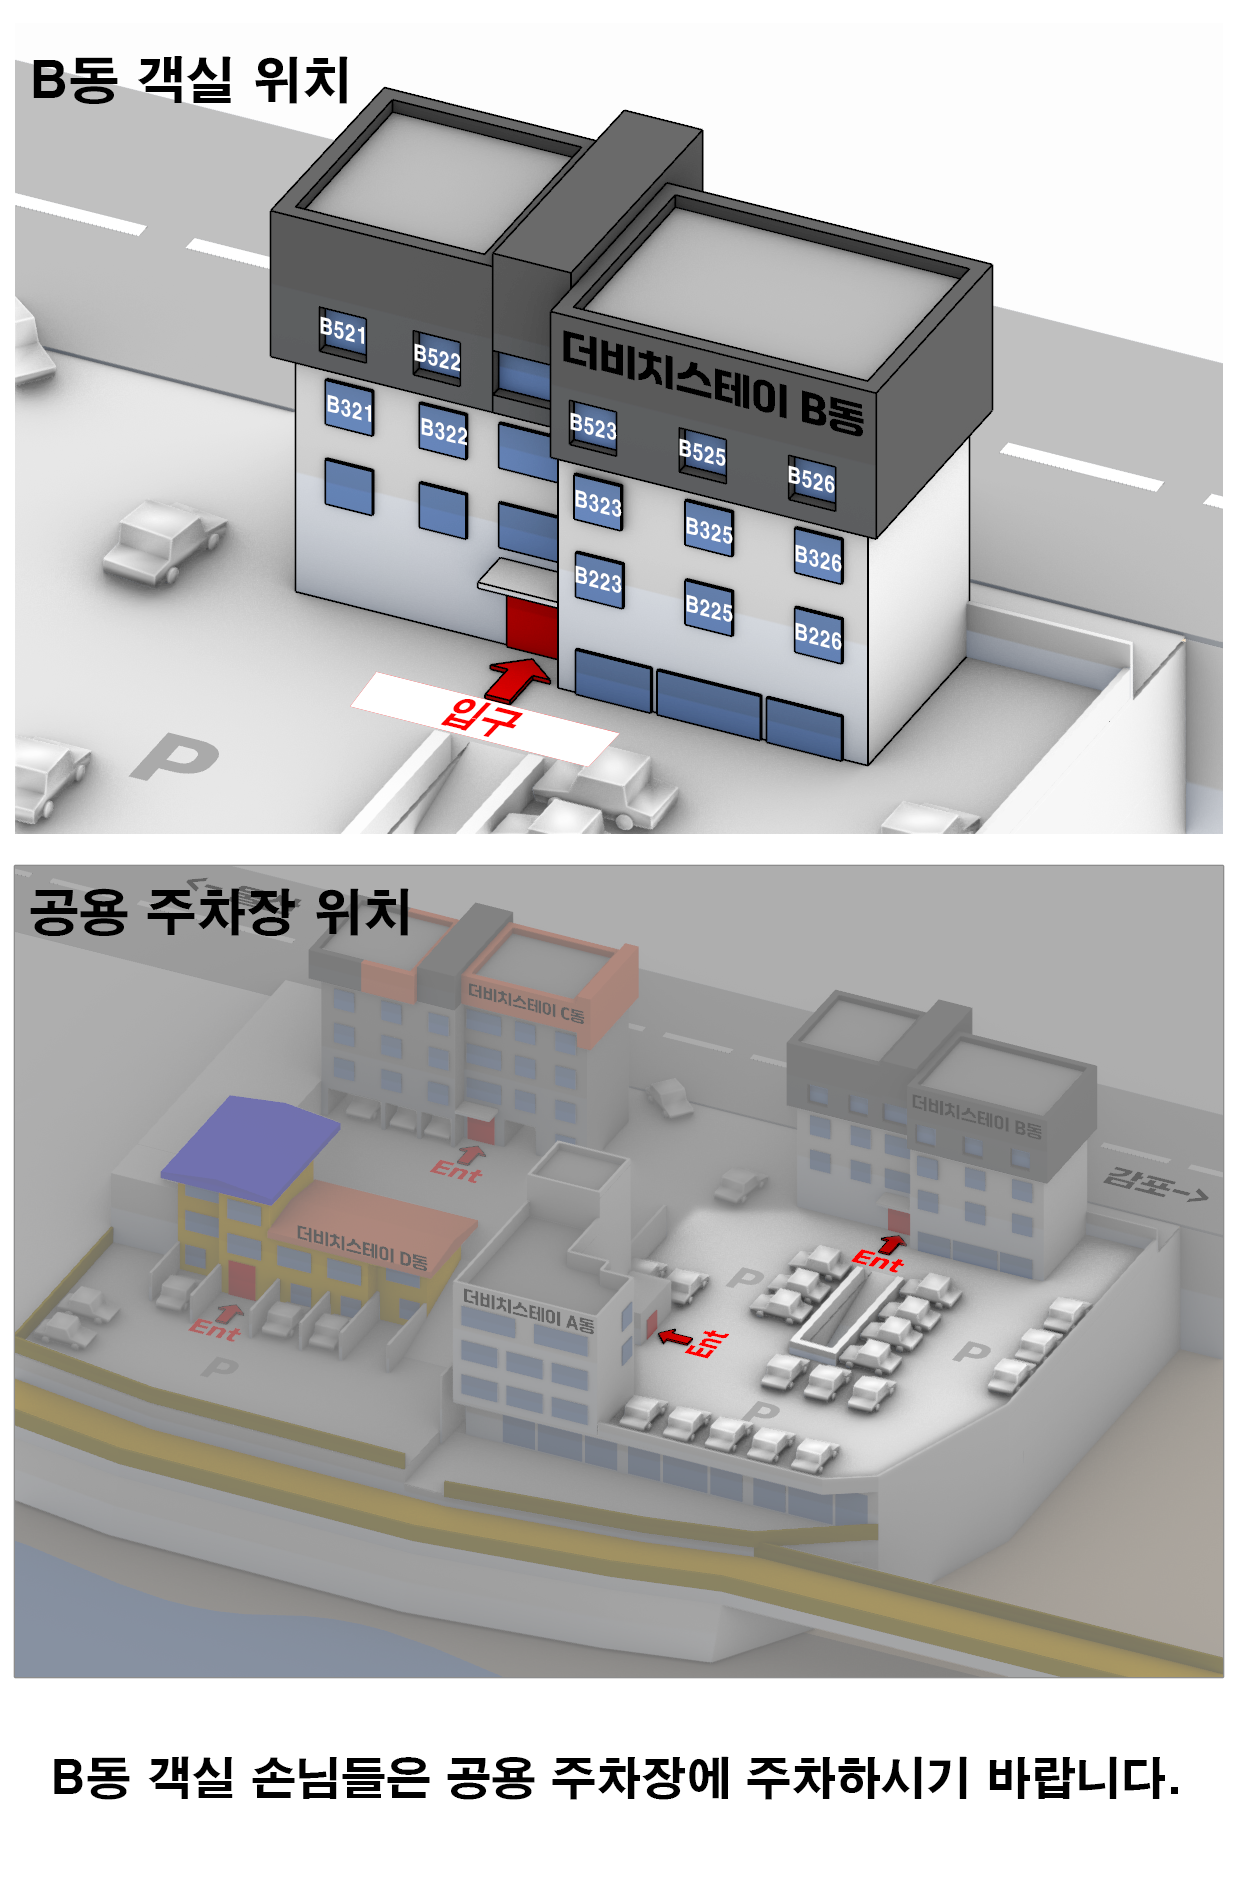 B동 객실 위치
B521
B522
더비치스테이 B동
B523
B525
B526
B321
B322
B323
B325
B326
B223
B225
B226
입구
P
공용 주차장 위치
더비치스테이 C동
더비치스테이 B동
감포->
Ent
Ent
더비치스테이 D동
더비치스테이 A동
Ent
Ent
P
P
P
P
B동 객실 손님들은 공용 주차장에 주차하시기 바랍니다.